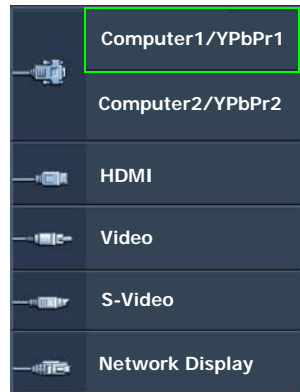 Computer1/YPbPr1
Computer2/YPbPr2
HDMI
Video
S-Video
Network Display